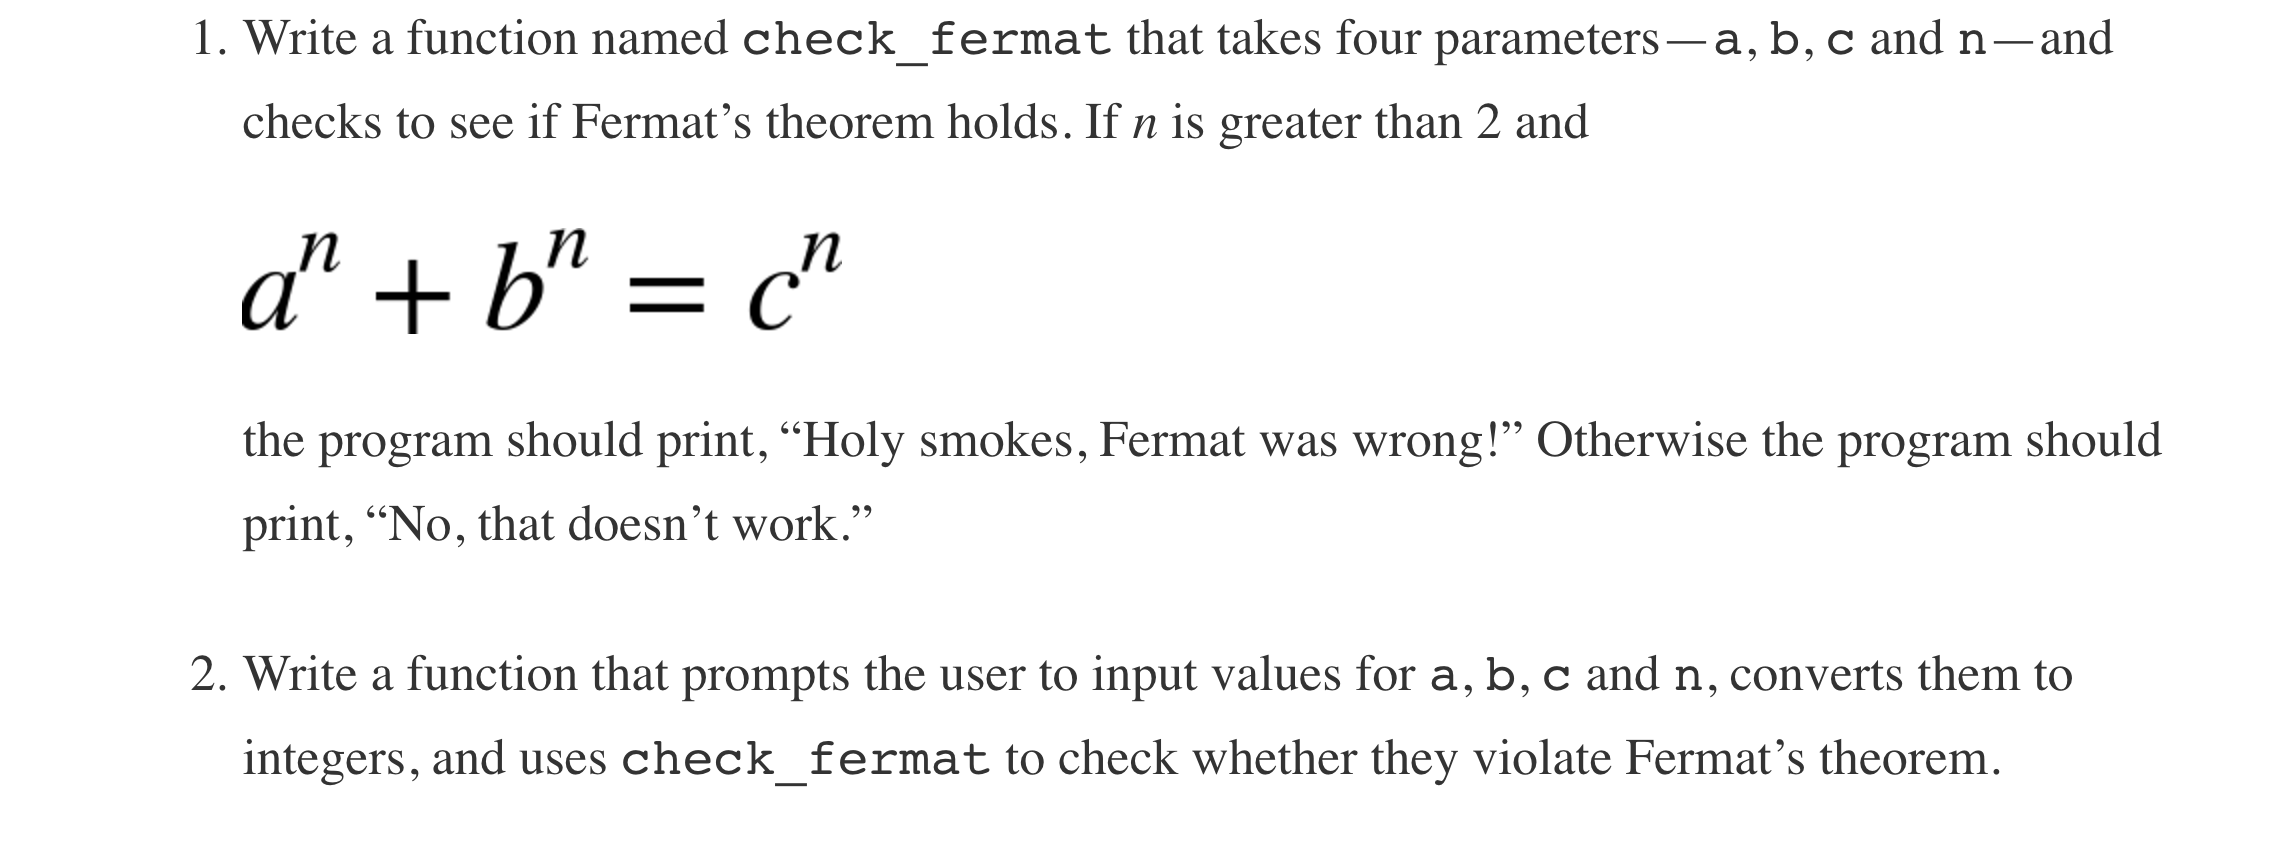 1. Write a function named check_fermat that takes four parameters—a, b, c and n—and
checks to see if Fermat’s theorem holds. If n is greater than 2 and
aⁿ + bⁿ = cⁿ
the program should print, “Holy smokes, Fermat was wrong!” Otherwise the program should
print, “No, that doesn’t work.”
2. Write a function that prompts the user to input values for a, b, c and n, converts them to
integers, and uses check_fermat to check whether they violate Fermat’s theorem.